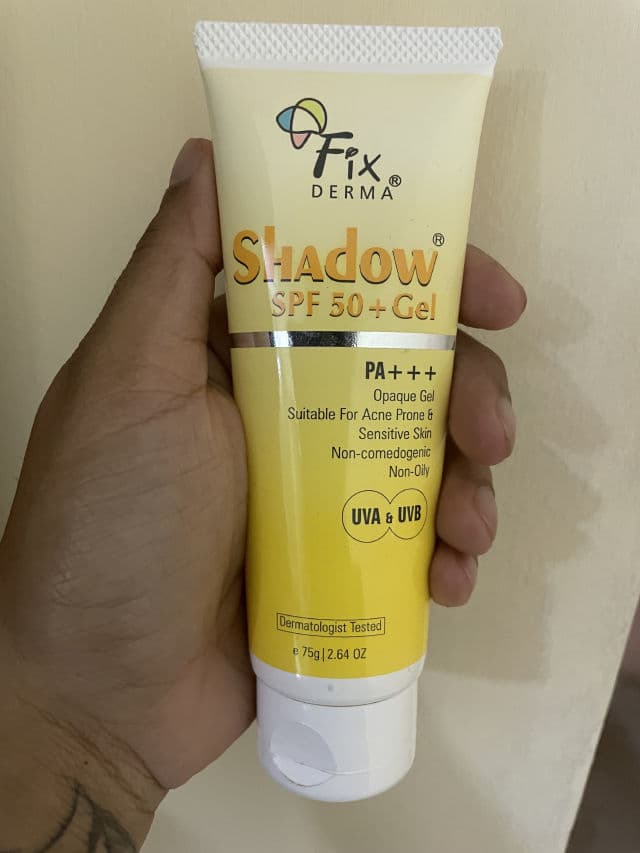 Fix
DERMA®
Shadow®
SPF 50+ Gel
PA+++
Opaque Gel
Suitable For Acne Prone &
Sensitive Skin
Non-comedogenic
Non-Oily
UVA & UVB
Dermatologist Tested
e 75g|2.64 OZ